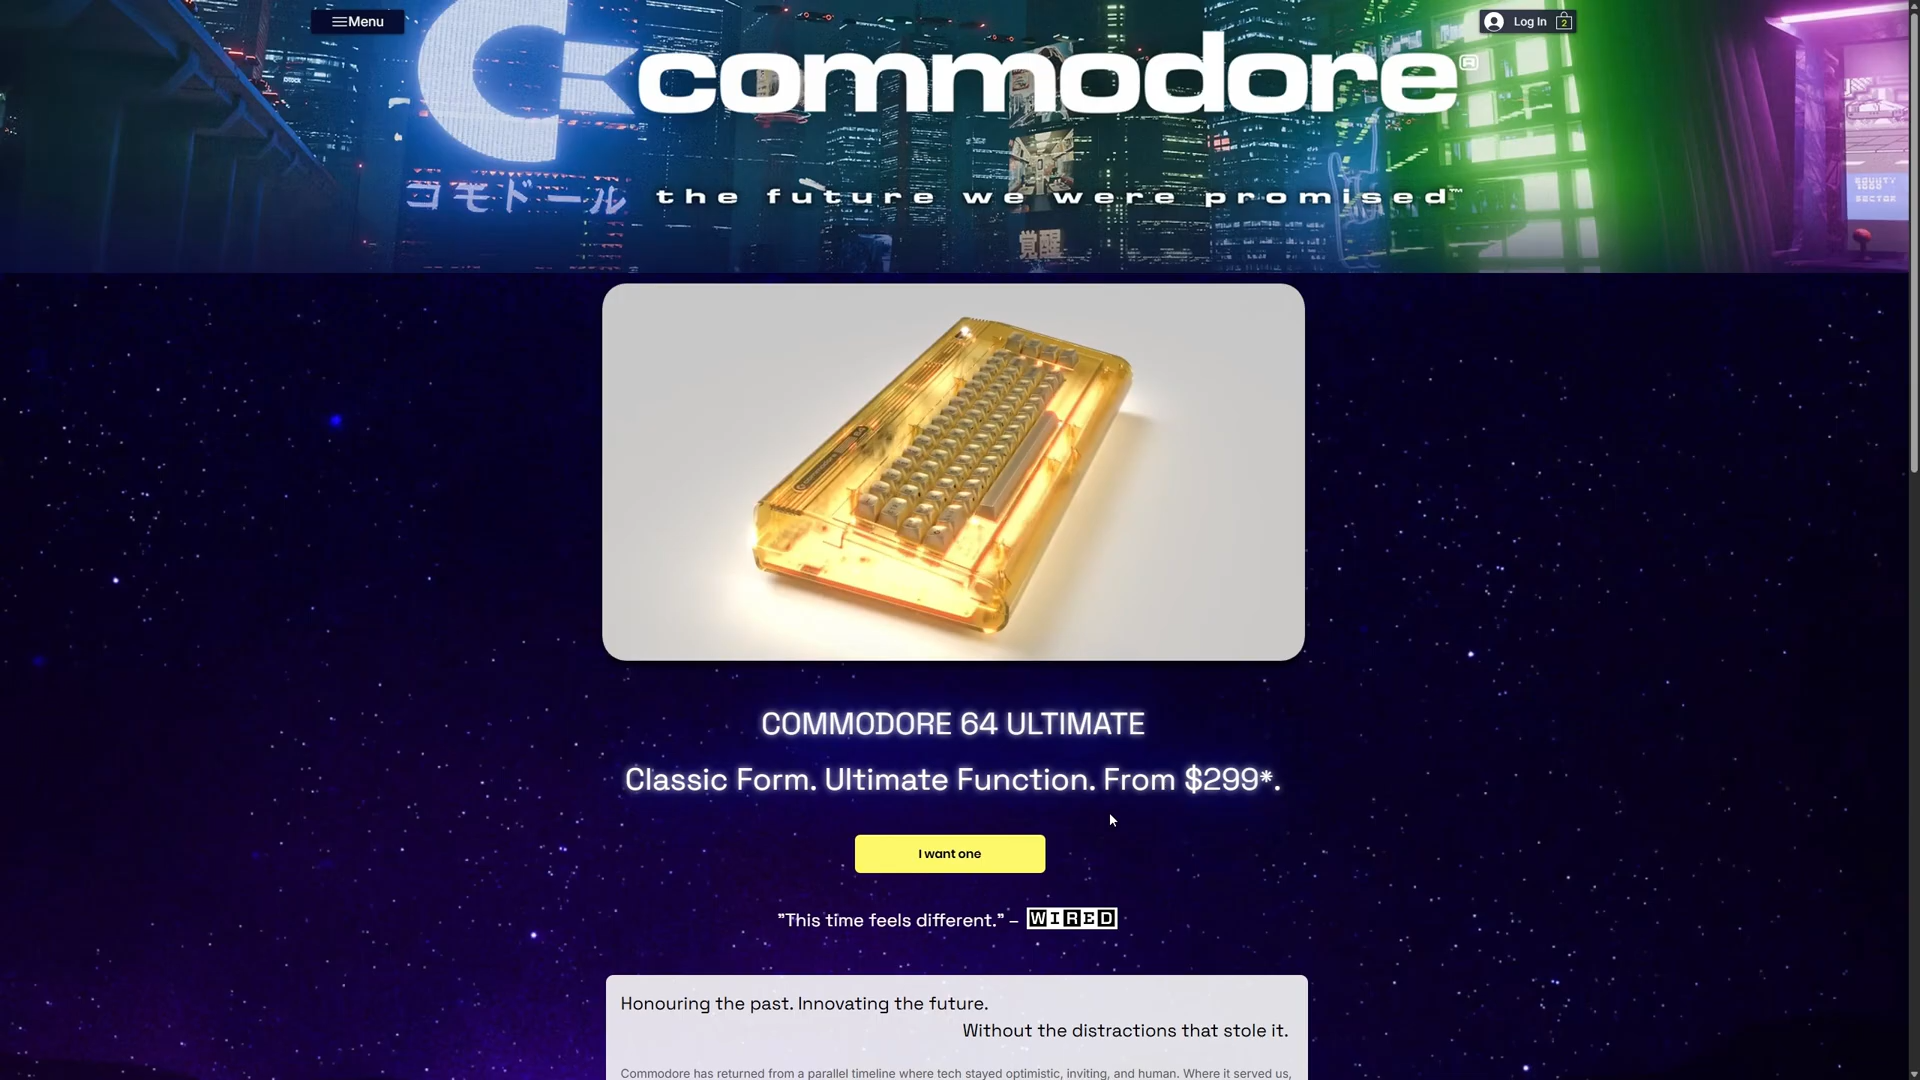 Menu
Log In
2
commodore®
コモドール
the future we were promised™
覚醒
COMMODORE 64 ULTIMATE
Classic Form. Ultimate Function. From $299*.
I want one
"This time feels different." – WIRED
Honouring the past. Innovating the future.
Without the distractions that stole it.
Commodore has returned from a parallel timeline where tech stayed optimistic, inviting, and human. Where it served us,